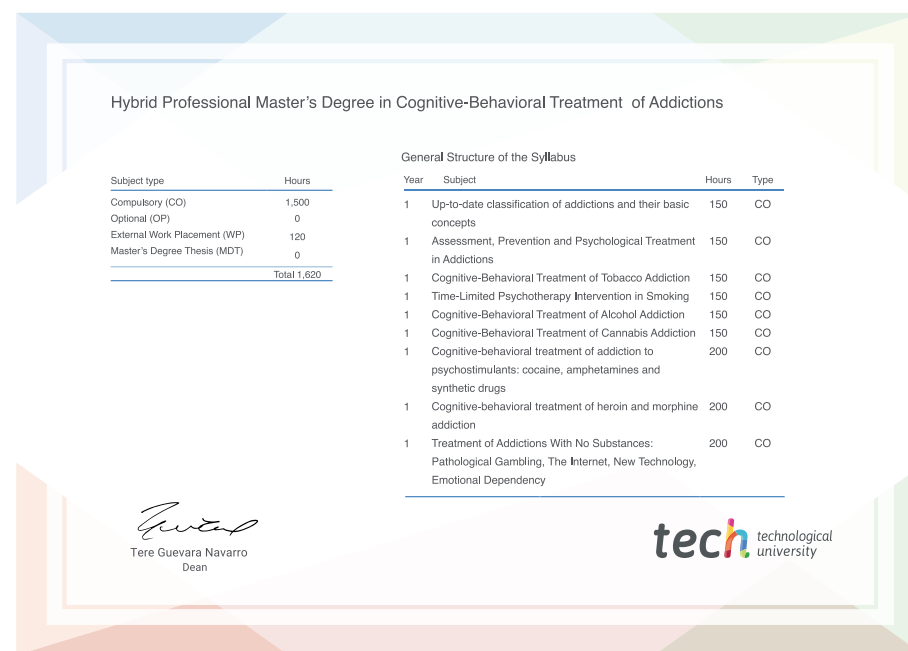 Hybrid Professional Master's Degree in Cognitive-Behavioral Treatment of Addictions
Subject type Hours
Compulsory (CO) 1,500
Optional (OP) 0
External Work Placement (WP) 120
Master's Degree Thesis (MDT) 0
Total 1,620
General Structure of the Syllabus
Year Subject Hours Type
1 Up-to-date classification of addictions and their basic 150 CO
concepts
1 Assessment, Prevention and Psychological Treatment 150 CO
in Addictions
1 Cognitive-Behavioral Treatment of Tobacco Addiction 150 CO
1 Time-Limited Psychotherapy Intervention in Smoking 150 CO
1 Cognitive-Behavioral Treatment of Alcohol Addiction 150 CO
1 Cognitive-Behavioral Treatment of Cannabis Addiction 150 CO
1 Cognitive-behavioral treatment of addiction to 200 CO
psychostimulants: cocaine, amphetamines and
synthetic drugs
1 Cognitive-behavioral treatment of heroin and morphine 200 CO
addiction
1 Treatment of Addictions With No Substances: 200 CO
Pathological Gambling, The Internet, New Technology,
Emotional Dependency
Tere Guevara Navarro
Dean
tech technological
university